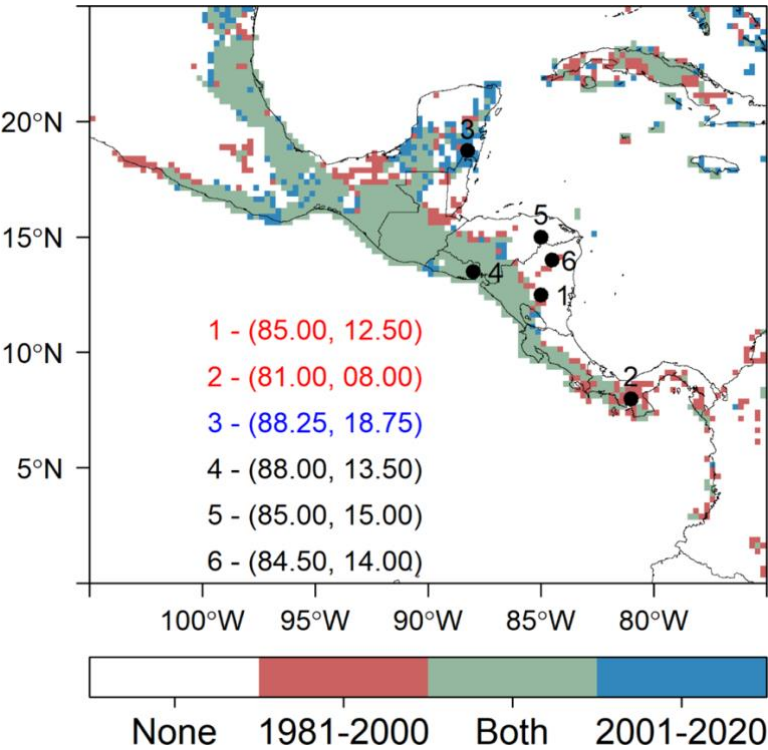 20°N
15°N
10°N
5°N
3
5
6
4
1
2
1 - (85.00, 12.50)
2 - (81.00, 08.00)
3 - (88.25, 18.75)
4 - (88.00, 13.50)
5 - (85.00, 15.00)
6 - (84.50, 14.00)
100°W 95°W 90°W 85°W 80°W
None 1981-2000 Both 2001-2020